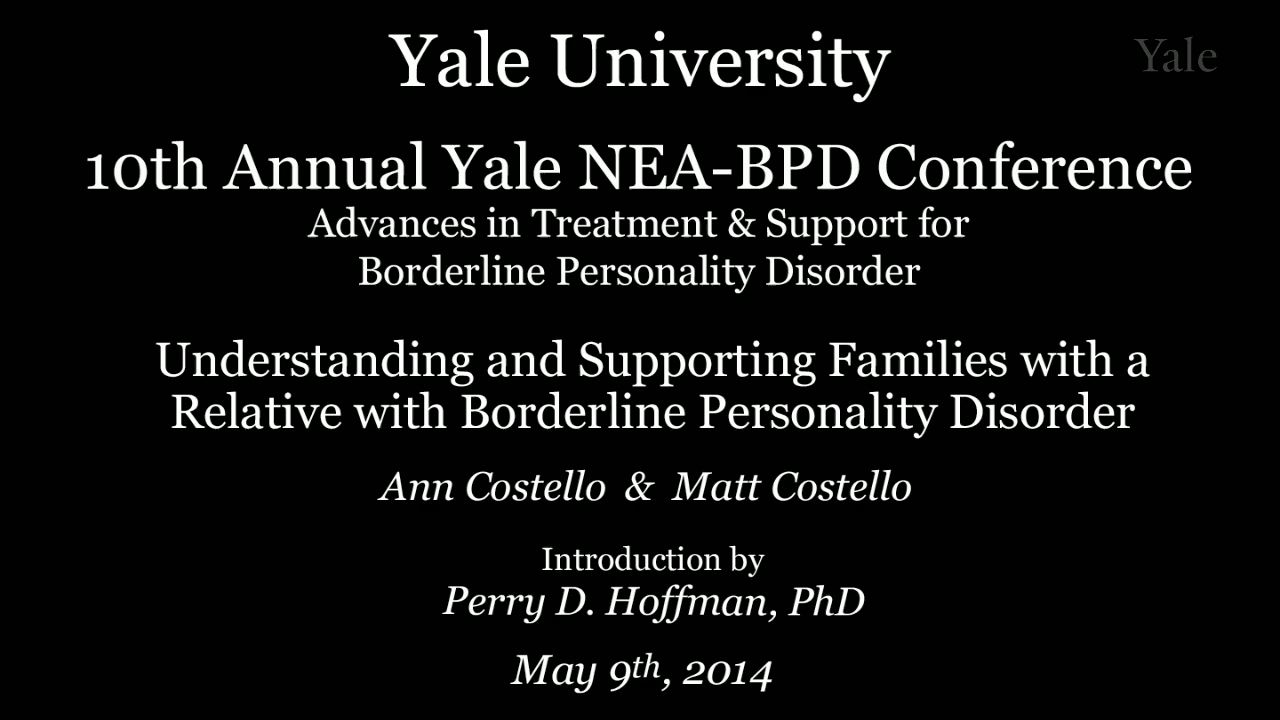 Yale University
Yale
10th Annual Yale NEA-BPD Conference
Advances in Treatment & Support for
Borderline Personality Disorder
Understanding and Supporting Families with a
Relative with Borderline Personality Disorder
Ann Costello & Matt Costello
Introduction by
Perry D. Hoffman, PhD
May 9th, 2014